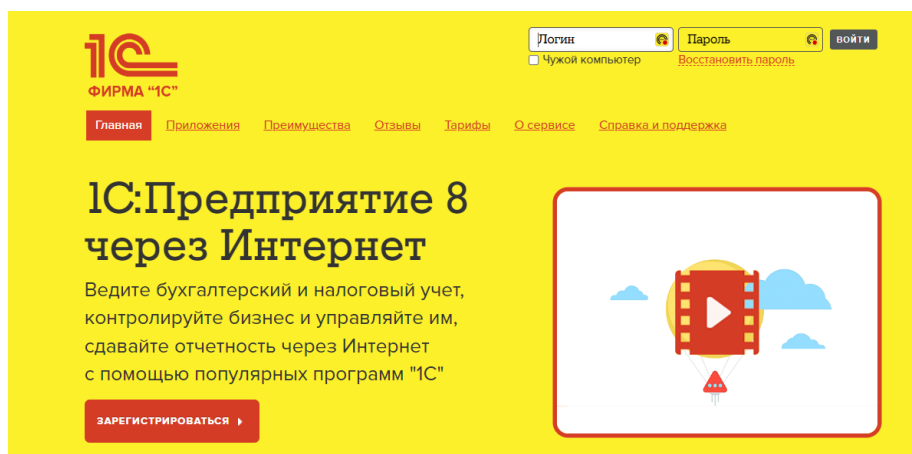 1С
ФИРМА "1С"
Логин
Пароль
ВОЙТИ
Чужой компьютер
Восстановить пароль
Главная
Приложения
Преимущества
Отзывы
Тарифы
О сервисе
Справка и поддержка
1С:Предприятие 8
через Интернет
Ведите бухгалтерский и налоговый учет,
контролируйте бизнес и управляйте им,
сдавайте отчетность через Интернет
с помощью популярных программ "1С"
ЗАРЕГИСТРИРОВАТЬСЯ